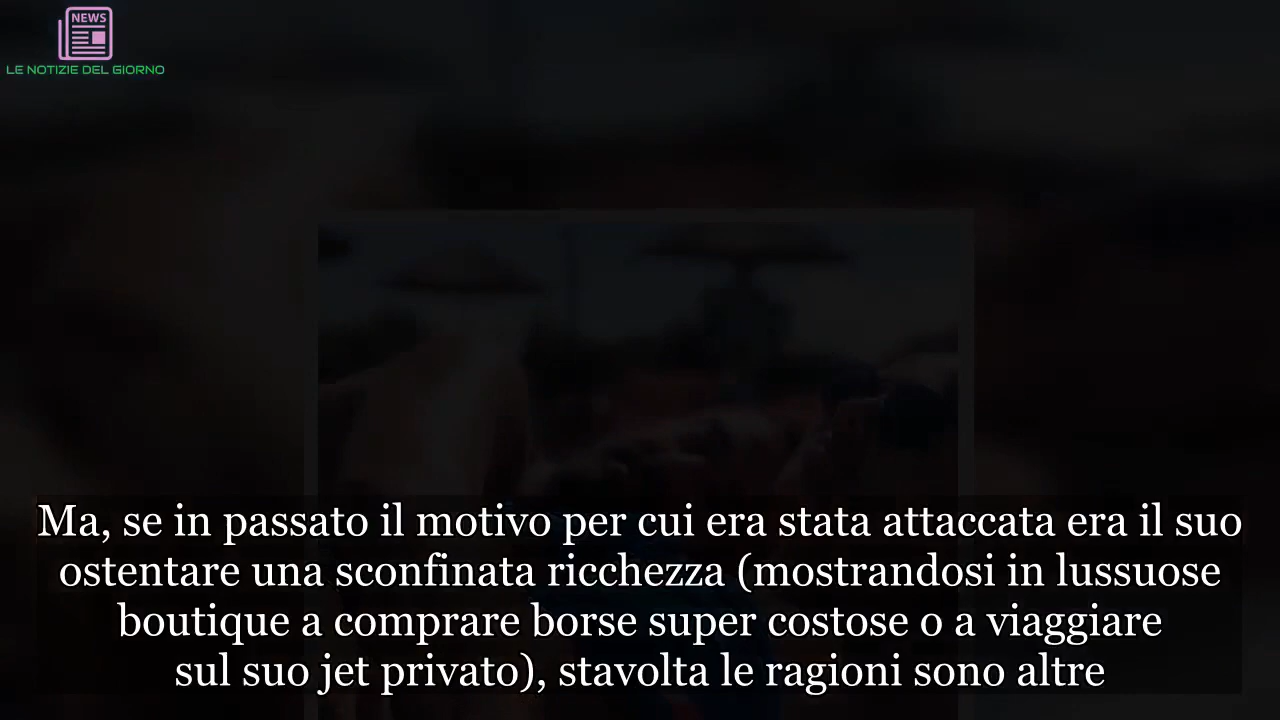 NEWS
LE NOTIZIE DEL GIORNO
Ma, se in passato il motivo per cui era stata attaccata era il suo
ostentare una sconfinata ricchezza (mostrandosi in lussuose
boutique a comprare borse super costose o a viaggiare
sul suo jet privato), stavolta le ragioni sono altre